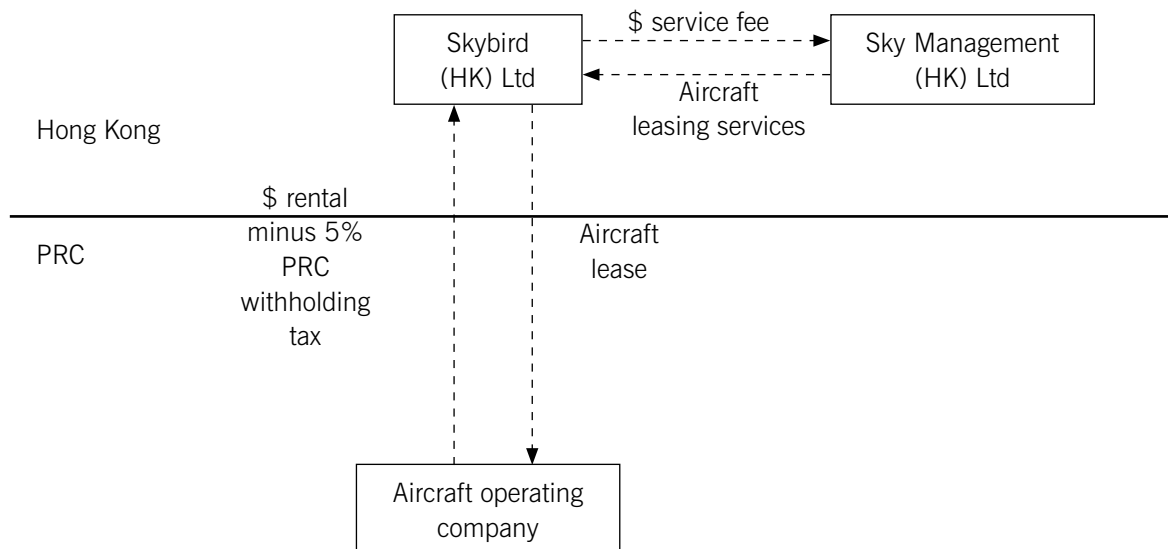 Skybird
(HK) Ltd
$ service fee
Sky Management
(HK) Ltd
Aircraft
leasing services
Hong Kong
$ rental
minus 5%
PRC
withholding
tax
PRC
Aircraft
lease
Aircraft operating
company